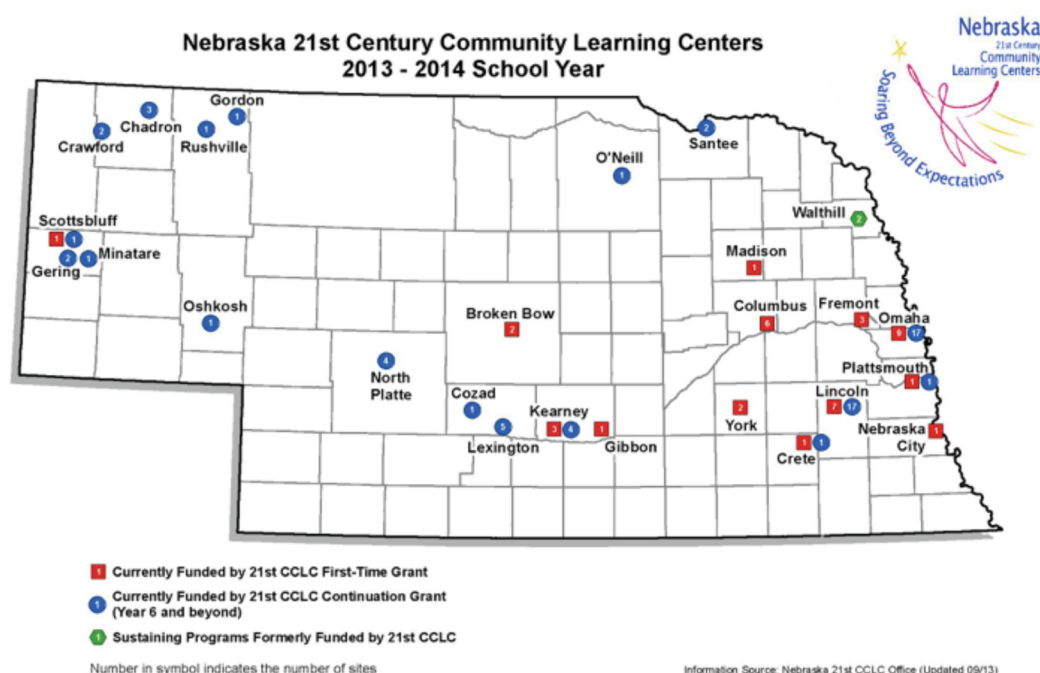 Nebraska 21st Century Community Learning Centers
2013 - 2014 School Year
Nebraska
21st Century
Community
Learning Centers
Soaring Beyond Expectations
Gordon
1
3
Chadron
1
Rushville
2
Crawford
2
Santee
O'Neill
1
Walthill
2
Scottsbluff
1
1
Minatare
2
1
Gering
Madison
1
Oshkosh
1
Broken Bow
2
Columbus
6
Fremont
3
Omaha
9
17
North
Platte
4
Plattsmouth
1
1
Cozad
1
Lexington
5
Kearney
3
4
1
Gibbon
2
York
Lincoln
7
17
Nebraska
City
1
Crete
1
1
1 Currently Funded by 21st CCLC First-Time Grant
1 Currently Funded by 21st CCLC Continuation Grant
(Year 6 and beyond)
1 Sustaining Programs Formerly Funded by 21st CCLC
Number in symbol indicates the number of sites
Information Source: Nebraska 21st CCLC Office (Updated 09/13)